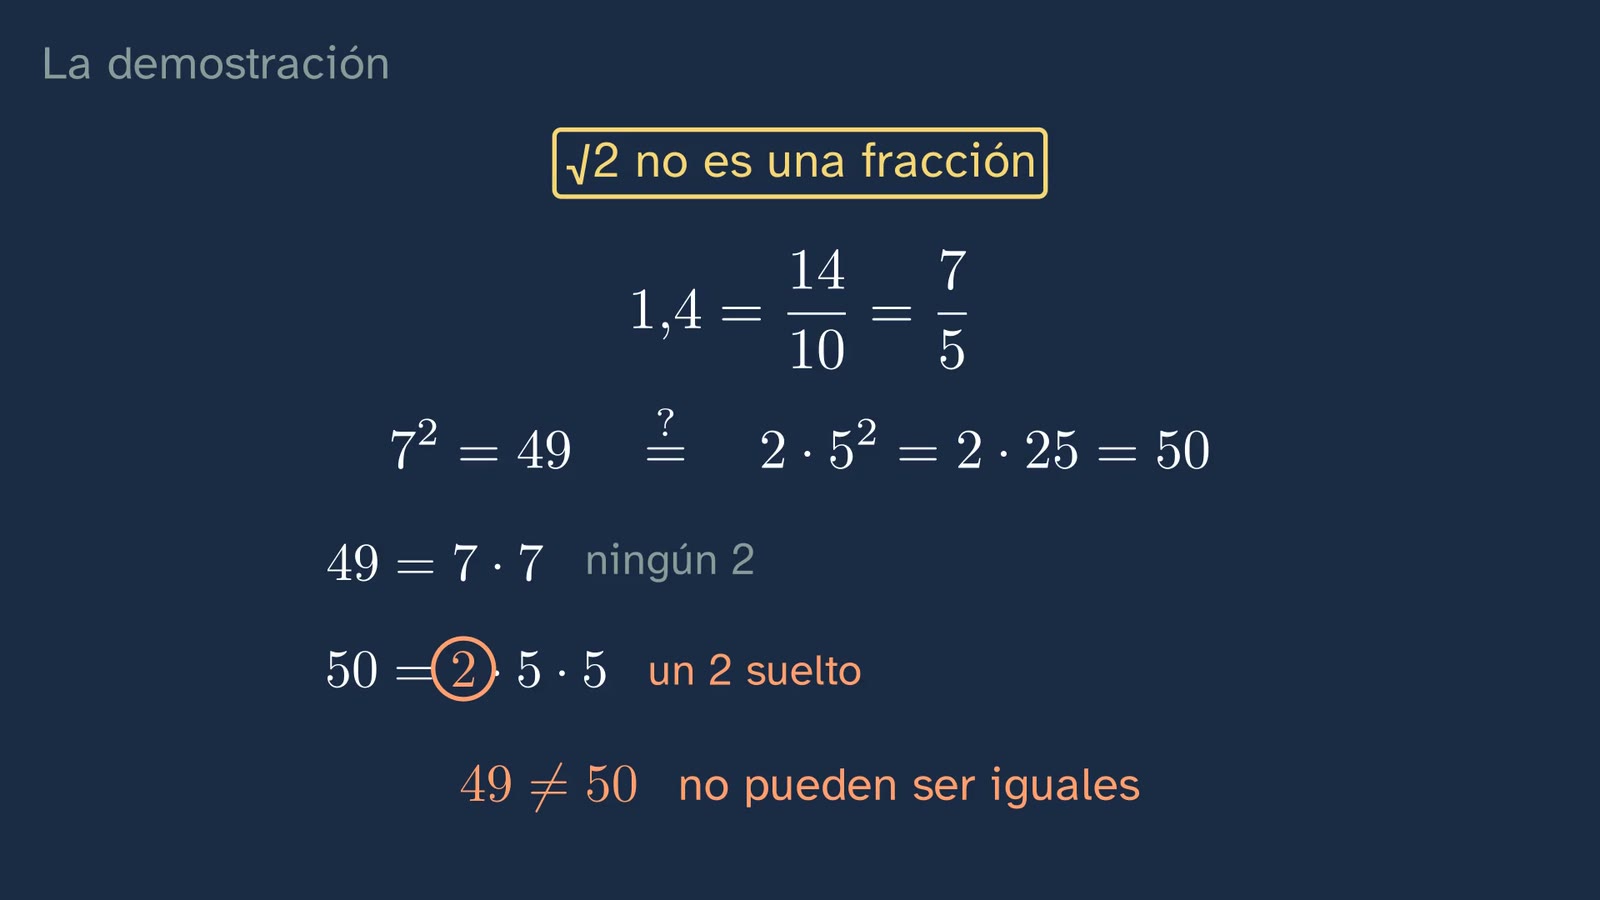 La demostración
√2 no es una fracción
1,4 = 14/10 = 7/5
7² = 49 ≟ 2 · 5² = 2 · 25 = 50
49 = 7 · 7 ningún 2
50 = 2 · 5 · 5 un 2 suelto
49 ≠ 50 no pueden ser iguales